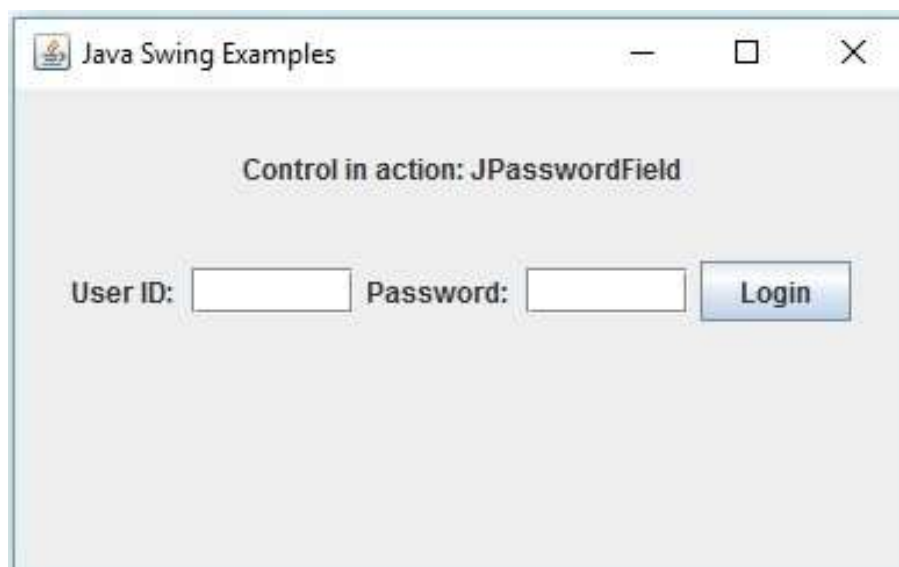 Java Swing Examples
Control in action: JPasswordField
User ID: Password: Login